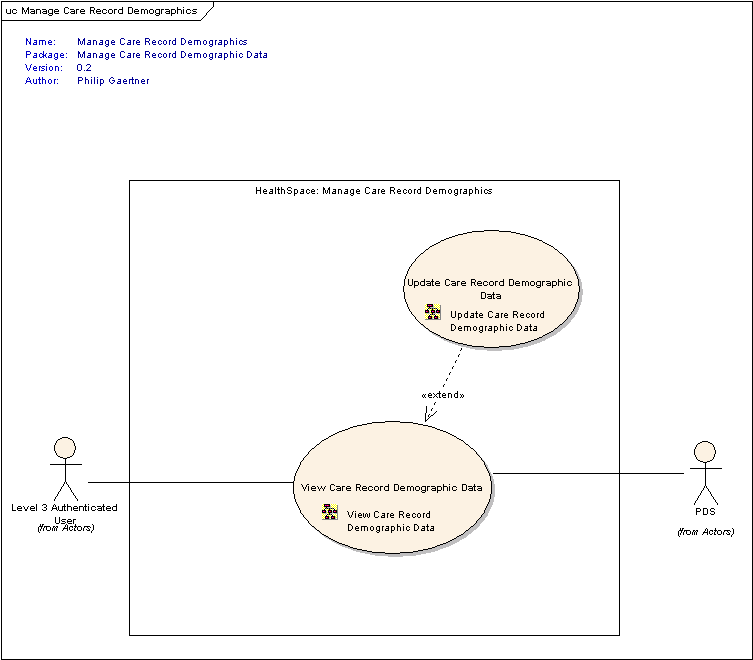 uc Manage Care Record Demographics
Name: Manage Care Record Demographics
Package: Manage Care Record Demographic Data
Version: 0.2
Author: Philip Gaertner
HealthSpace: Manage Care Record Demographics
Update Care Record Demographic
Data
Update Care Record
Demographic Data
«extend»
View Care Record Demographic Data
View Care Record
Demographic Data
Level 3 Authenticated
User
(from Actors)
PDS
(from Actors)